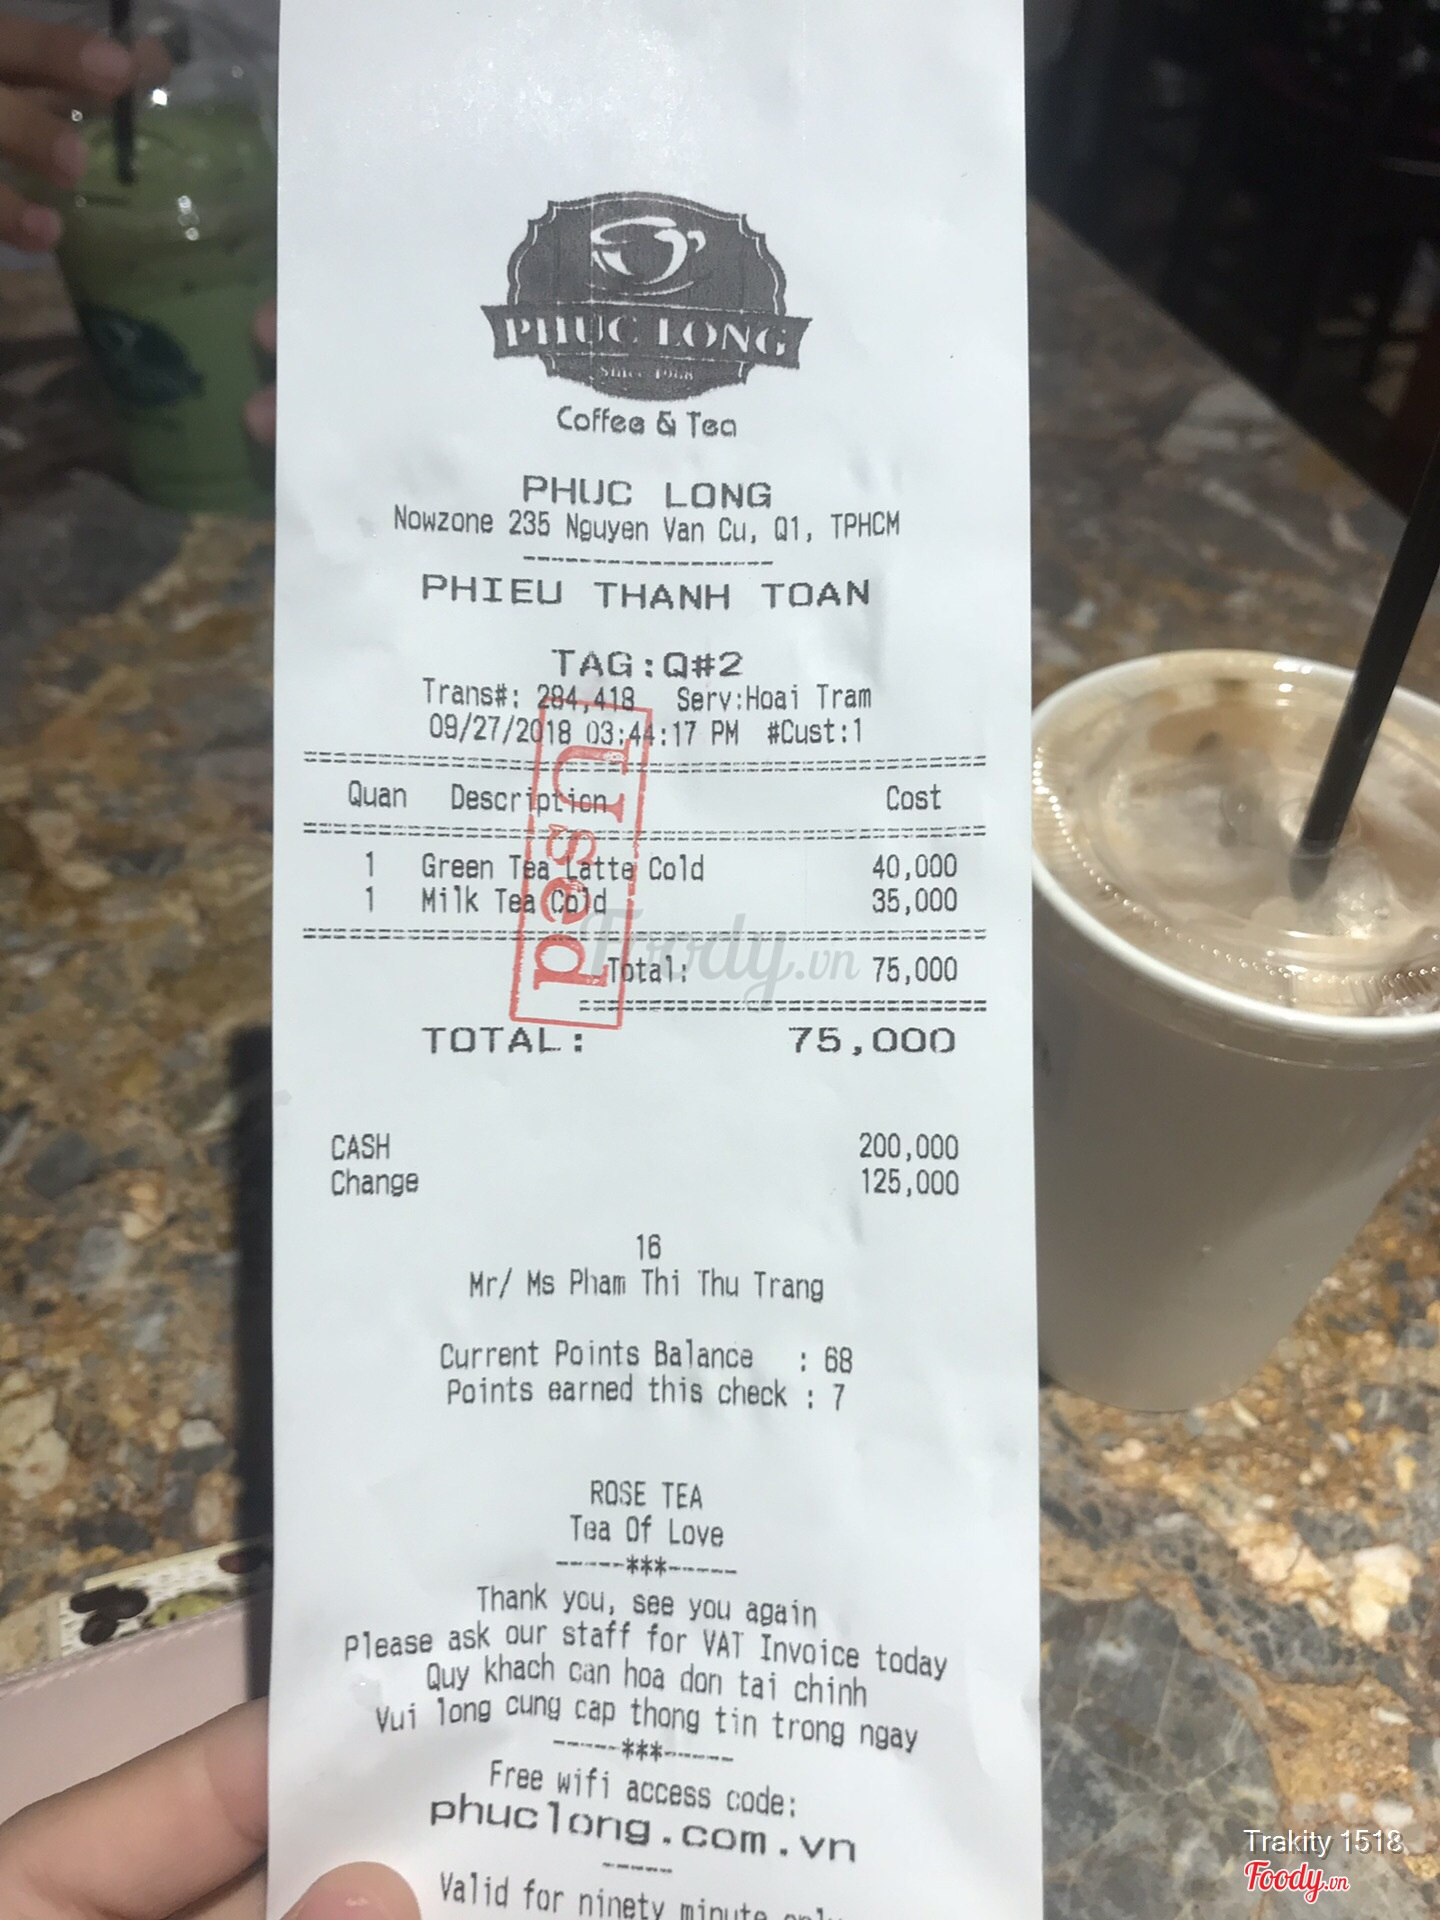 PHUC LONG
Since 1968
Coffee & Tea
PHUC LONG
Nowzone 235 Nguyen Van Cu, Q1, TPHCM
PHIEU THANH TOAN
TAG:Q#2
Trans#: 284,418 Serv:Hoai Tram
09/27/2018 03:44:17 PM #Cust:1
Quan Description Cost
1 Green Tea Latte Cold 40,000
1 Milk Tea Cold 35,000
Used
Foody.vn
Total: 75,000
TOTAL: 75,000
CASH 200,000
Change 125,000
16
Mr/ Ms Pham Thi Thu Trang
Current Points Balance : 68
Points earned this check : 7
ROSE TEA
Tea Of Love
------***------
Thank you, see you again
Please ask our staff for VAT Invoice today
Quy khach can hoa don tai chinh
Vui long cung cap thong tin trong ngay
------***------
Free wifi access code:
phuclong.com.vn
Valid for ninety minute only
Trakity 1518
Foody.vn